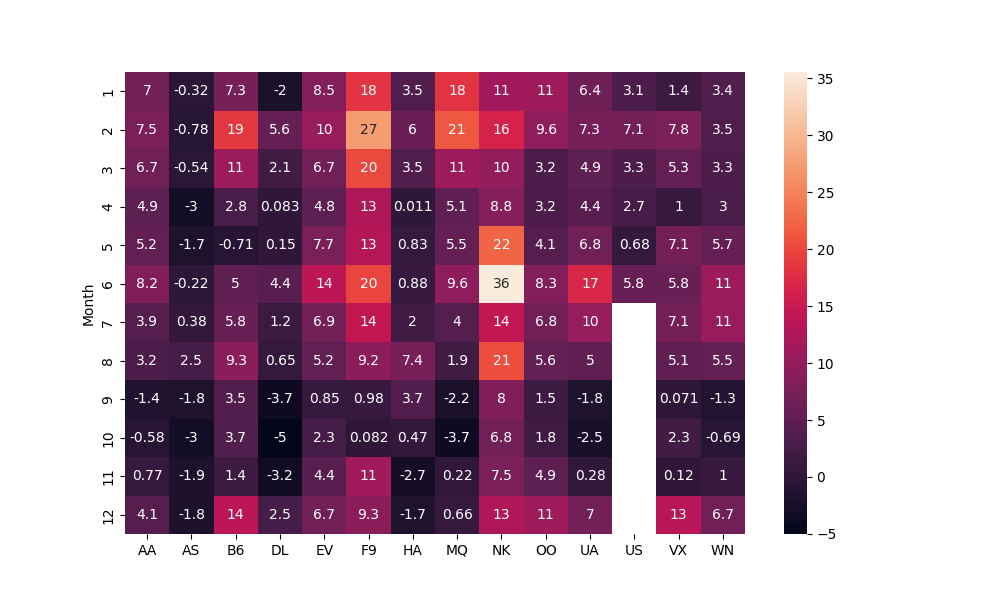 1 7 -0.32 7.3 -2 8.5 18 3.5 18 11 11 6.4 3.1 1.4 3.4
2 7.5 -0.78 19 5.6 10 27 6 21 16 9.6 7.3 7.1 7.8 3.5
3 6.7 -0.54 11 2.1 6.7 20 3.5 11 10 3.2 4.9 3.3 5.3 3.3
4 4.9 -3 2.8 0.083 4.8 13 0.011 5.1 8.8 3.2 4.4 2.7 1 3
5 5.2 -1.7 -0.71 0.15 7.7 13 0.83 5.5 22 4.1 6.8 0.68 7.1 5.7
6 8.2 -0.22 5 4.4 14 20 0.88 9.6 36 8.3 17 5.8 5.8 11
7 3.9 0.38 5.8 1.2 6.9 14 2 4 14 6.8 10 7.1 11
8 3.2 2.5 9.3 0.65 5.2 9.2 7.4 1.9 21 5.6 5 5.1 5.5
9 -1.4 -1.8 3.5 -3.7 0.85 0.98 3.7 -2.2 8 1.5 -1.8 0.071 -1.3
10 -0.58 -3 3.7 -5 2.3 0.082 0.47 -3.7 6.8 1.8 -2.5 2.3 -0.69
11 0.77 -1.9 1.4 -3.2 4.4 11 -2.7 0.22 7.5 4.9 0.28 0.12 1
12 4.1 -1.8 14 2.5 6.7 9.3 -1.7 0.66 13 11 7 13 6.7
AA AS B6 DL EV F9 HA MQ NK OO UA US VX WN
Month
35
30
25
20
15
10
5
0
−5